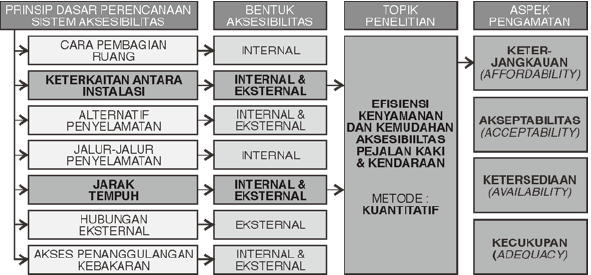 PRINSIP DASAR PERENCANAAN
SISTEM AKSESIBILITAS
BENTUK
AKSESIBILITAS
TOPIK
PENELITIAN
ASPEK
PENGAMATAN
CARA PEMBAGIAN
RUANG
INTERNAL
KETERKAITAN ANTARA
INSTALASI
INTERNAL &
EKSTERNAL
ALTERNATIF
PENYELAMATAN
INTERNAL &
EKSTERNAL
JALUR-JALUR
PENYELAMATAN
INTERNAL
JARAK
TEMPUH
INTERNAL &
EKSTERNAL
HUBUNGAN
EKSTERNAL
EKSTERNAL
AKSES PENANGGULANGAN
KEBAKARAN
INTERNAL &
EKSTERNAL
EFISIENSI
KENYAMANAN
DAN KEMUDAHAN
AKSESIBIILTAS
PEJALAN KAKI
& KENDARAAN
METODE :
KUANTITATIF
KETER-
JANGKAUAN
(AFFORDABILITY)
AKSEPTABILITAS
(ACCEPTABILITY)
KETERSEDIAAN
(AVAILABILITY)
KECUKUPAN
(ADEQUACY)